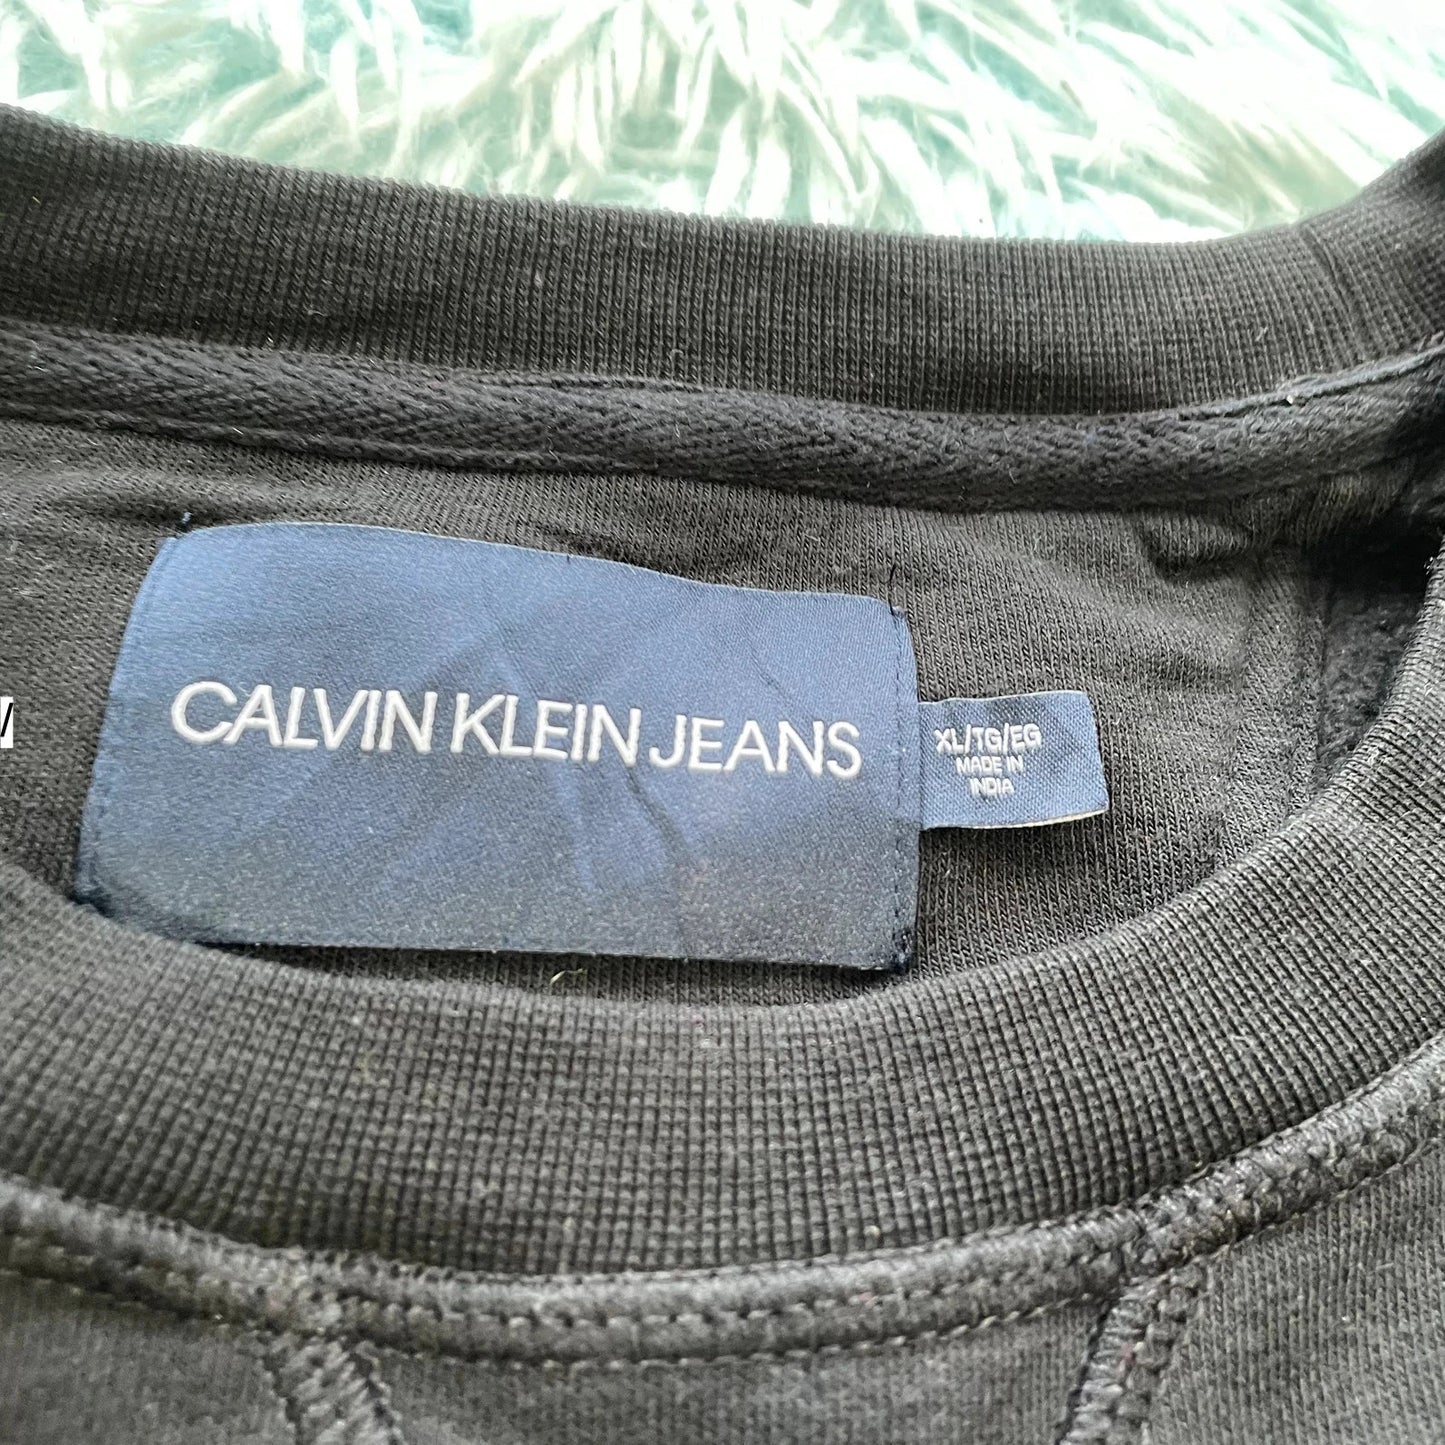 CALVIN KLEIN JEANS
XL/TG/EG
MADE IN
INDIA